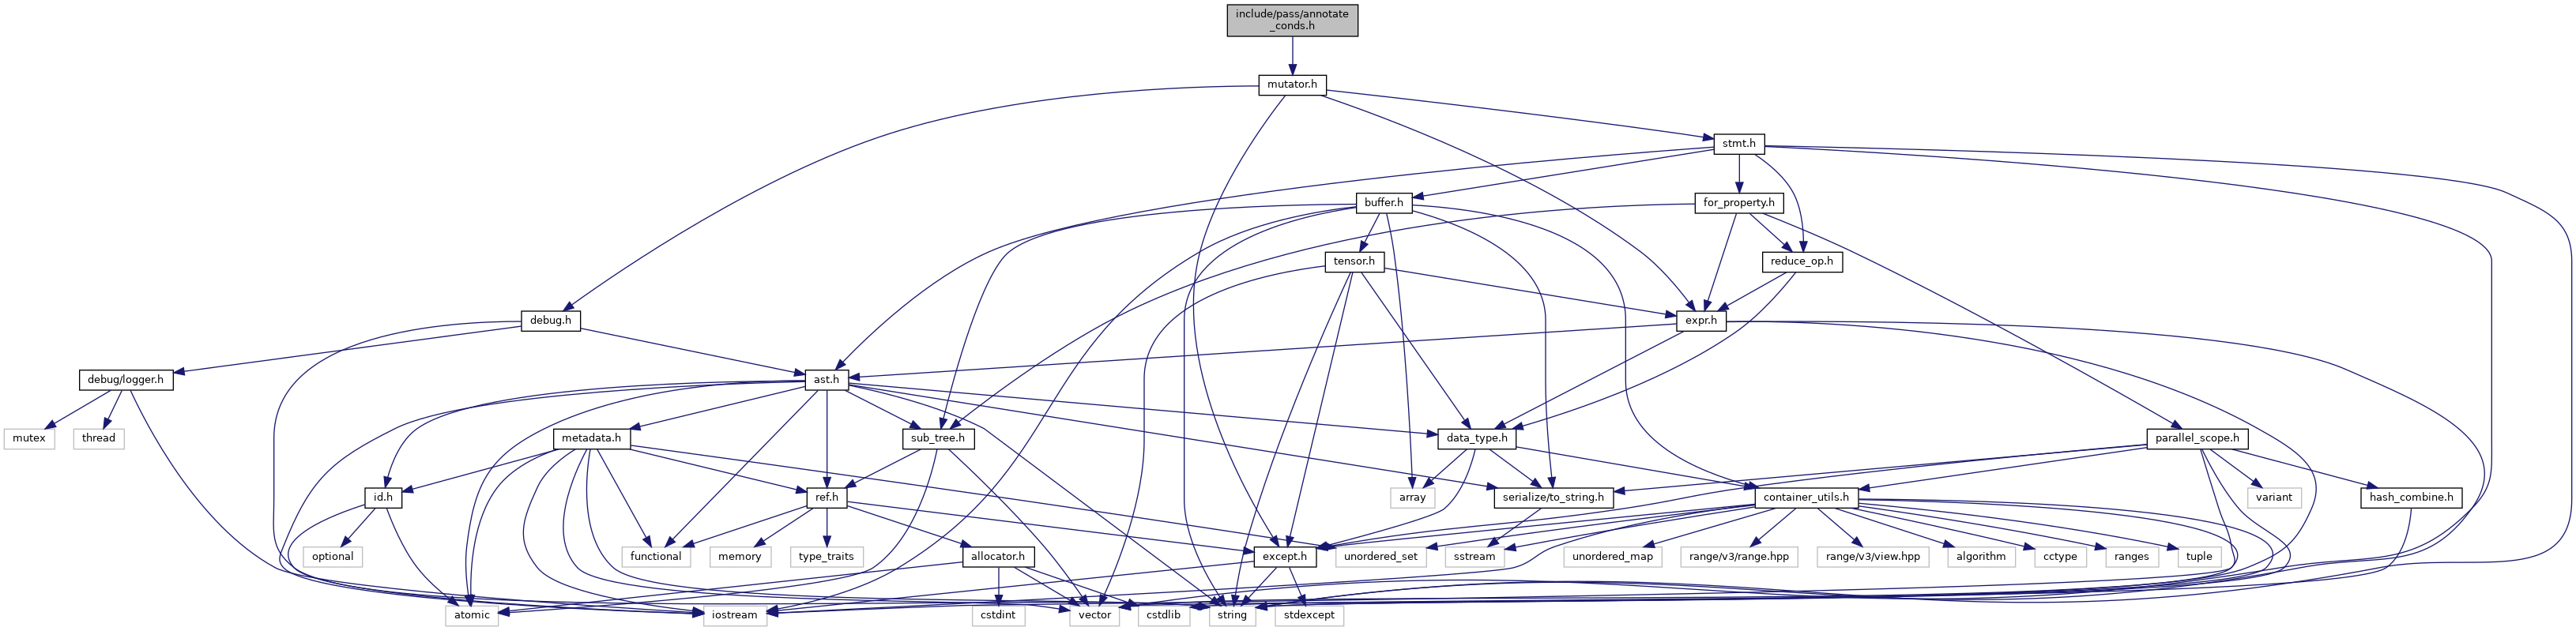 include/pass/annotate
_conds.h
mutator.h
stmt.h
buffer.h
for_property.h
tensor.h
reduce_op.h
debug.h
expr.h
debug/logger.h
ast.h
mutex
thread
metadata.h
sub_tree.h
data_type.h
parallel_scope.h
id.h
ref.h
array
serialize/to_string.h
container_utils.h
variant
hash_combine.h
optional
functional
memory
type_traits
allocator.h
except.h
unordered_set
sstream
unordered_map
range/v3/range.hpp
range/v3/view.hpp
algorithm
cctype
ranges
tuple
atomic
iostream
cstdint
vector
cstdlib
string
stdexcept